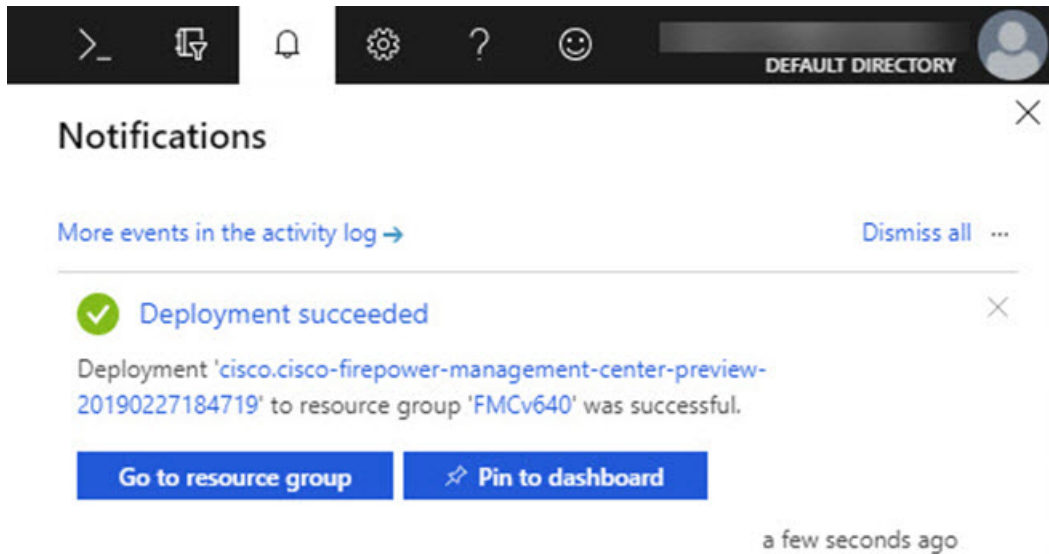 DEFAULT DIRECTORY
Notifications
More events in the activity log →
Dismiss all ...
Deployment succeeded
Deployment 'cisco.cisco-firepower-management-center-preview-
20190227184719' to resource group 'FMCv640' was successful.
Go to resource group
Pin to dashboard
a few seconds ago